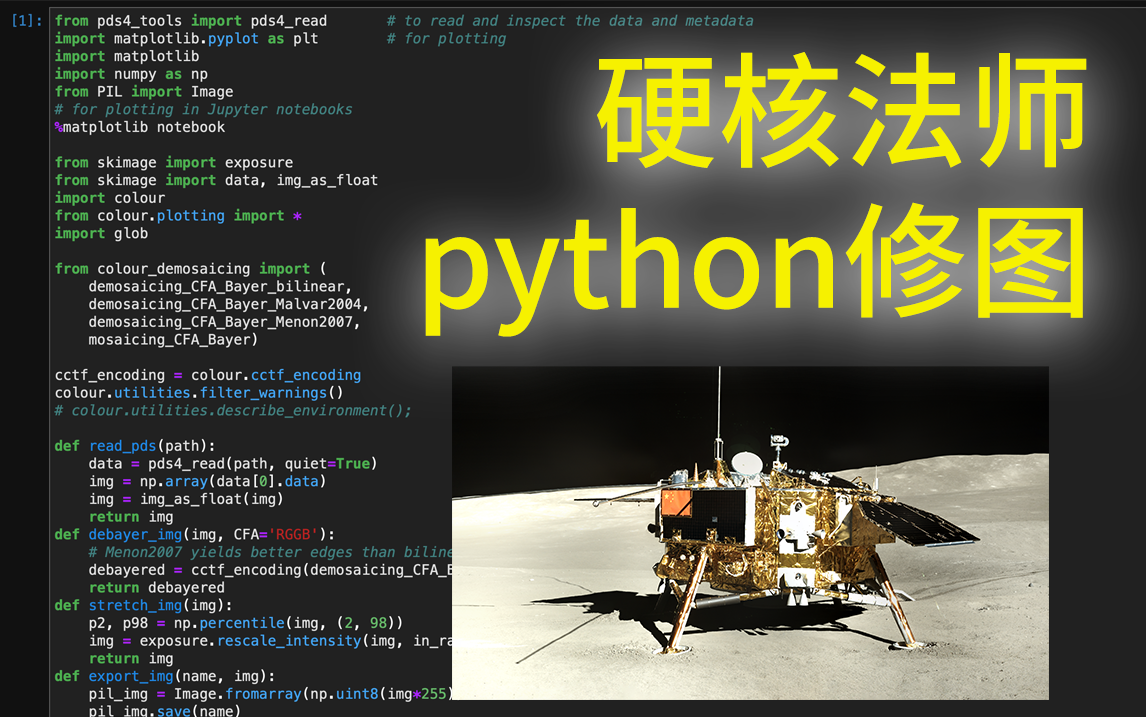 [1]: from pds4_tools import pds4_read # to read and inspect the data and metadata
import matplotlib.pyplot as plt # for plotting
import matplotlib
import numpy as np
from PIL import Image
# for plotting in Jupyter notebooks
%matplotlib notebook
from skimage import exposure
from skimage import data, img_as_float
import colour
from colour.plotting import *
import glob
from colour_demosaicing import (
demosaicing_CFA_Bayer_bilinear,
demosaicing_CFA_Bayer_Malvar2004,
demosaicing_CFA_Bayer_Menon2007,
mosaicing_CFA_Bayer)
cctf_encoding = colour.cctf_encoding
colour.utilities.filter_warnings()
# colour.utilities.describe_environment();
def read_pds(path):
data = pds4_read(path, quiet=True)
img = np.array(data[0].data)
img = img_as_float(img)
return img
def debayer_img(img, CFA='RGGB'):
# Menon2007 yields better edges than biline
debayered = cctf_encoding(demosaicing_CFA_B
return debayered
def stretch_img(img):
p2, p98 = np.percentile(img, (2, 98))
img = exposure.rescale_intensity(img, in_ra
return img
def export_img(name, img):
pil_img = Image.fromarray(np.uint8(img*255)
pil_img.save(name)
硬核法师
python修图